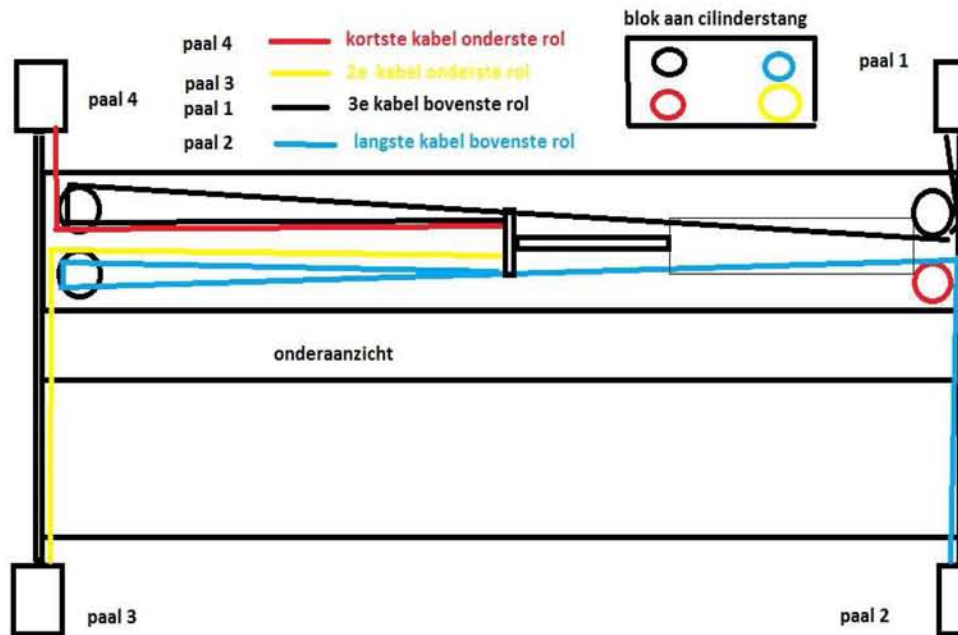 blok aan cilinderstang
paal 4 kortste kabel onderste rol
paal 3 2e kabel onderste rol
paal 1 3e kabel bovenste rol
paal 2 langste kabel bovenste rol
paal 4
paal 1
onderaanzicht
paal 3
paal 2